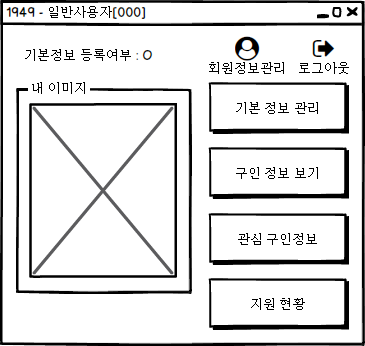 1949 - 일반사용자[000]
기본정보 등록여부 : O
회원정보관리 로그아웃
내 이미지
기본 정보 관리
구인 정보 보기
관심 구인정보
지원 현황